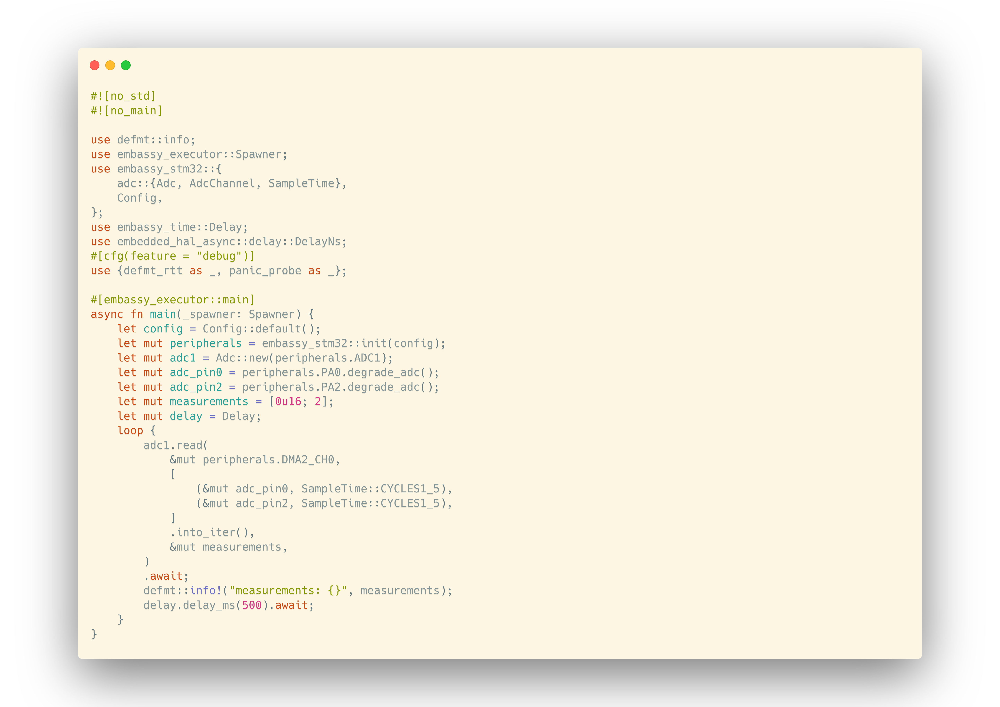 #![no_std]
#![no_main]

use defmt::info;
use embassy_executor::Spawner;
use embassy_stm32::{
    adc::{Adc, AdcChannel, SampleTime},
    Config,
};
use embassy_time::Delay;
use embedded_hal_async::delay::DelayNs;
#[cfg(feature = "debug")]
use {defmt_rtt as _, panic_probe as _};

#[embassy_executor::main]
async fn main(_spawner: Spawner) {
    let config = Config::default();
    let mut peripherals = embassy_stm32::init(config);
    let mut adc1 = Adc::new(peripherals.ADC1);
    let mut adc_pin0 = peripherals.PA0.degrade_adc();
    let mut adc_pin2 = peripherals.PA2.degrade_adc();
    let mut measurements = [0u16; 2];
    let mut delay = Delay;
    loop {
        adc1.read(
            &mut peripherals.DMA2_CH0,
            [
                (&mut adc_pin0, SampleTime::CYCLES1_5),
                (&mut adc_pin2, SampleTime::CYCLES1_5),
            ]
            .into_iter(),
            &mut measurements,
        )
        .await;
        defmt::info!("measurements: {}", measurements);
        delay.delay_ms(500).await;
    }
}